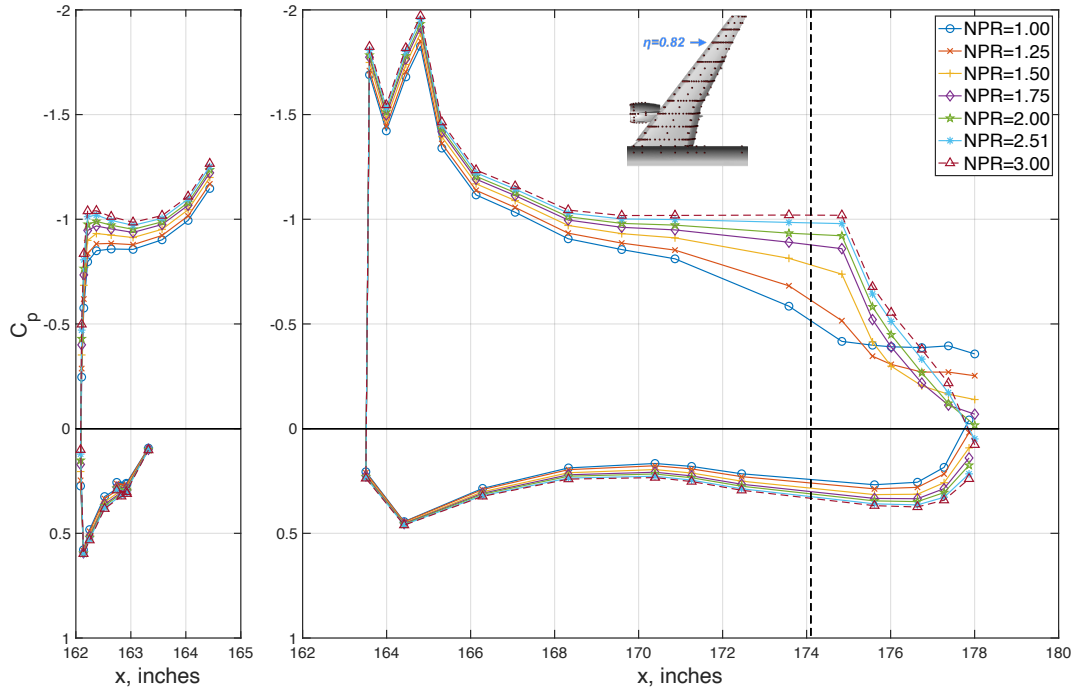 -2
-1.5
-1
-0.5
0
0.5
1
C_p
162
163
164
165
x, inches
-2
-1.5
-1
-0.5
0
0.5
1
162
164
166
168
170
172
174
176
178
180
x, inches
η=0.82
NPR=1.00
NPR=1.25
NPR=1.50
NPR=1.75
NPR=2.00
NPR=2.51
NPR=3.00